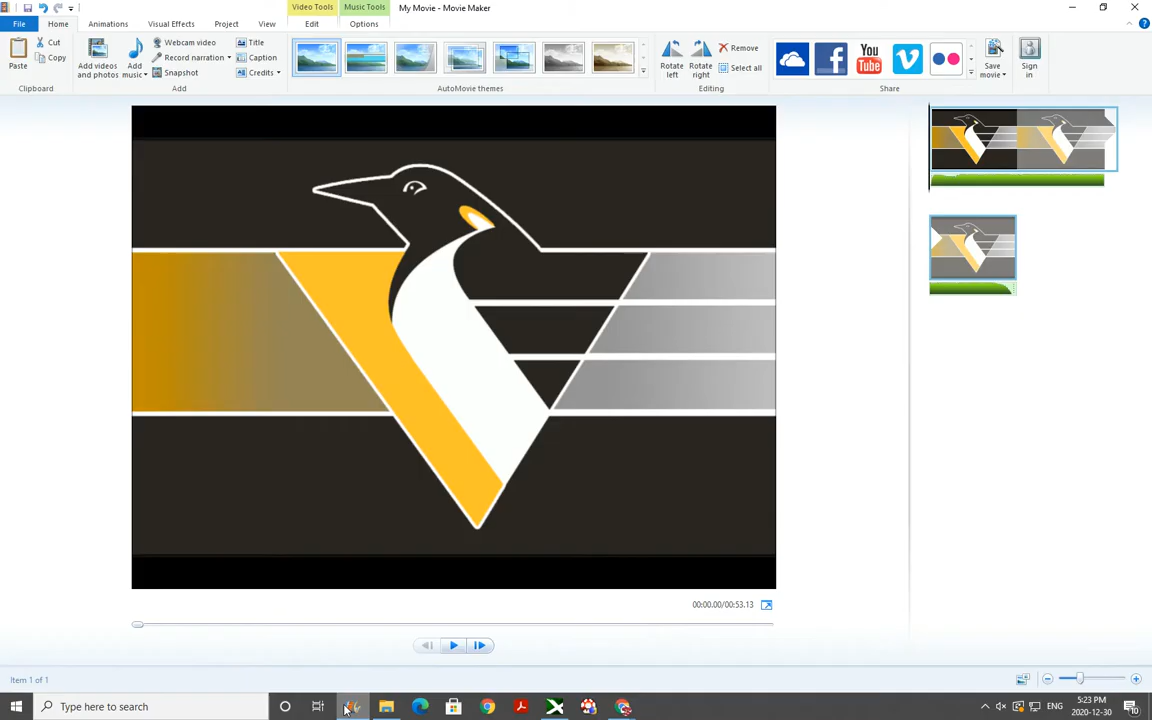 Video Tools Music Tools My Movie - Movie Maker
File Home Animations Visual Effects Project View Edit Options
Paste
Cut
Copy
Clipboard
Add videos
and photos
Add
music
Webcam video
Record narration
Snapshot
Title
Caption
Credits
Add
AutoMovie themes
Rotate
left
Rotate
right
Remove
Select all
Editing
You
Tube
Share
Save
movie
Sign
in
00:00.00/00:53.13
Item 1 of 1
Type here to search
ENG
5:23 PM
2020-12-30
10